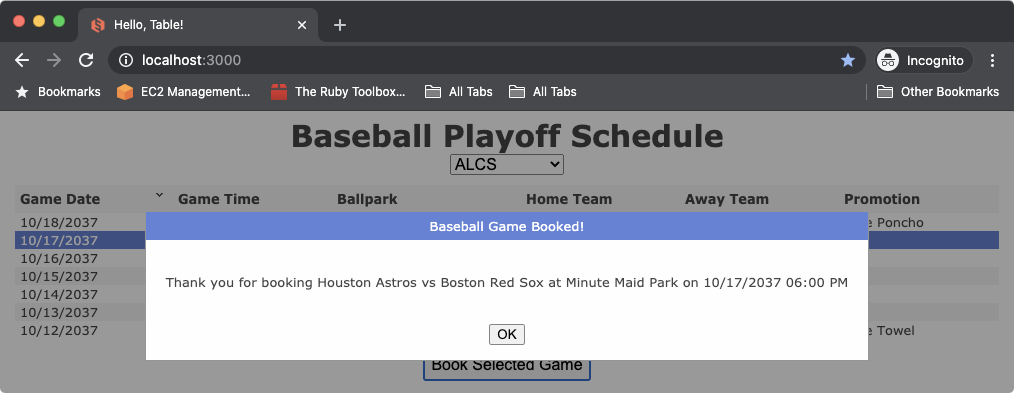 Hello, Table!
localhost:3000
Incognito
Bookmarks
EC2 Management...
The Ruby Toolbox...
All Tabs
All Tabs
Other Bookmarks
Baseball Playoff Schedule
ALCS
Game Date Game Time Ballpark Home Team Away Team Promotion
10/18/2037 Poncho
Baseball Game Booked!
10/17/2037
10/16/2037
10/15/2037
Thank you for booking Houston Astros vs Boston Red Sox at Minute Maid Park on 10/17/2037 06:00 PM
10/14/2037
10/13/2037
10/12/2037 Towel
OK
Book Selected Game